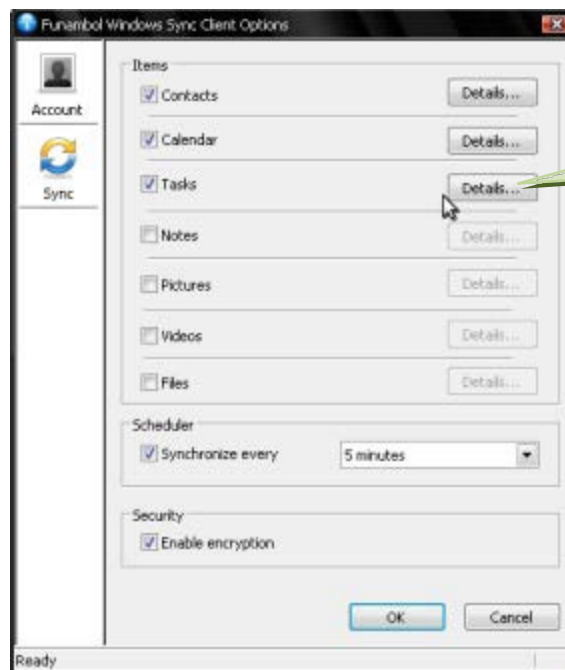 Funambol Windows Sync Client Options
Account
Sync
Items
Contacts Details...
Calendar Details...
Tasks Details...
Notes Details...
Pictures Details...
Videos Details...
Files Details...
Scheduler
Synchronize every 5 minutes
Security
Enable encryption
OK Cancel
Ready